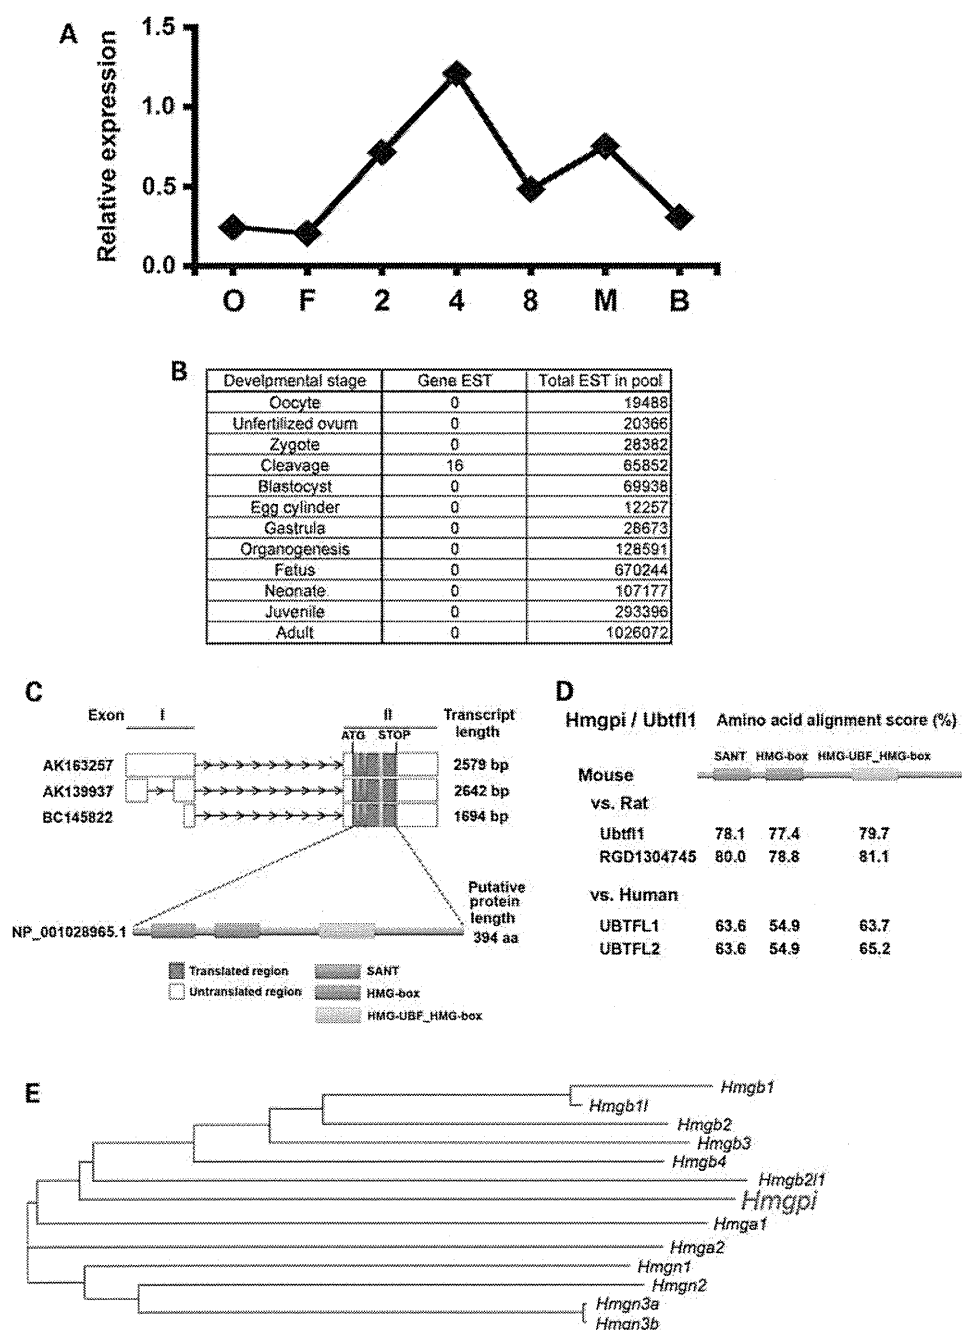 A
Relative expression
1.5
1.0
0.5
0.0
O F 2 4 8 M B
B
Develpmental stage Gene EST Total EST in pool
Oocyte 0 19488
Unfertilized ovum 0 20366
Zygote 0 28382
Cleavage 16 65852
Blastocyst 0 69938
Egg cylinder 0 12257
Gastrula 0 28673
Organogenesis 0 128591
Fetus 0 670244
Neonate 0 107177
Juvenile 0 293396
Adult 0 1026072
C
Exon I II Transcript length
ATG STOP
AK163257 2579 bp
AK139937 2642 bp
BC145822 1694 bp
Putative protein length
NP_001028965.1 394 aa
Translated region SANT
Untranslated region HMG-box
HMG-UBF_HMG-box
D
Hmgpi / Ubtfl1 Amino acid alignment score (%)
SANT HMG-box HMG-UBF_HMG-box
Mouse
vs. Rat
Ubtfl1 78.1 77.4 79.7
RGD1304745 80.0 78.8 81.1
vs. Human
UBTFL1 63.6 54.9 63.7
UBTFL2 63.6 54.9 65.2
E
Hmgb1
Hmgb1l
Hmgb2
Hmgb3
Hmgb4
Hmgb2l1
Hmgpi
Hmga1
Hmga2
Hmgn1
Hmgn2
Hmgn3a
Hmgn3b